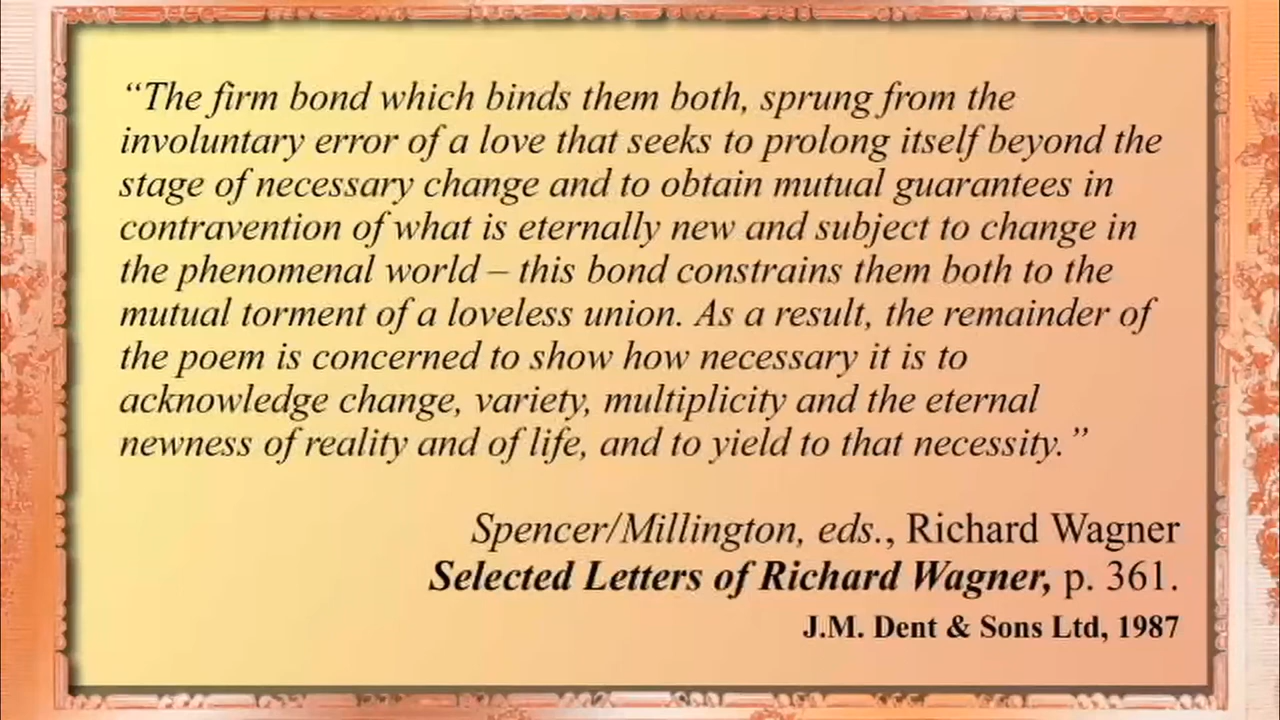 “The firm bond which binds them both, sprung from the
involuntary error of a love that seeks to prolong itself beyond the
stage of necessary change and to obtain mutual guarantees in
contravention of what is eternally new and subject to change in
the phenomenal world – this bond constrains them both to the
mutual torment of a loveless union. As a result, the remainder of
the poem is concerned to show how necessary it is to
acknowledge change, variety, multiplicity and the eternal
newness of reality and of life, and to yield to that necessity.”
Spencer/Millington, eds., Richard Wagner
Selected Letters of Richard Wagner, p. 361.
J.M. Dent & Sons Ltd, 1987